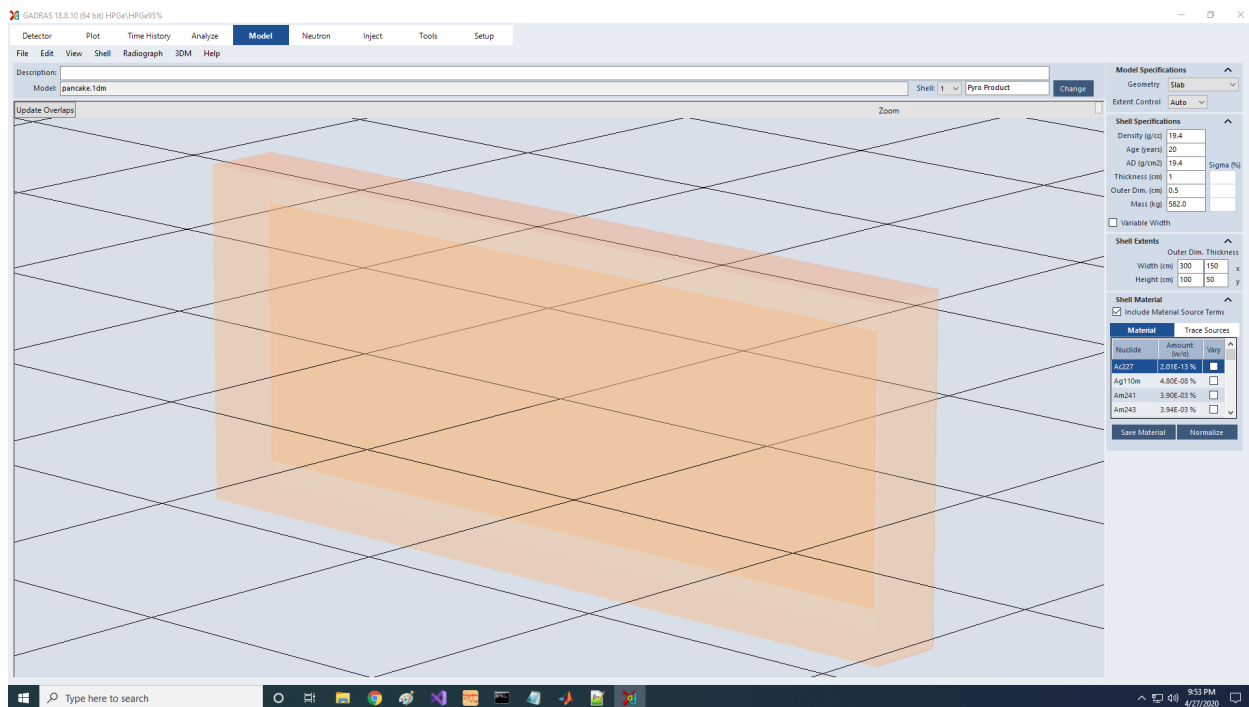 GADRAS 18.8.10 (64 bit) HPGe\HPGe95%
Detector Plot Time History Analyze Model Neutron Inject Tools Setup
File Edit View Shell Radiograph 3DM Help
Description:
Model: pancake.1dm Shell: 1 Pyro Product Change
Update Overlaps Zoom
Model Specifications
Geometry Slab
Extent Control Auto
Shell Specifications
Density (g/cc) 19.4
Age (years) 20
AD (g/cm2) 19.4 Sigma (%)
Thickness (cm) 1
Outer Dim. (cm) 0.5
Mass (kg) 582.0
Variable Width
Shell Extents
Outer Dim. Thickness
Width (cm) 300 150 x
Height (cm) 100 50 y
Shell Material
Include Material Source Terms
Material Trace Sources
Nuclide Amount (w/o) Vary
Ac227 2.01E-13 %
Ag110m 4.80E-08 %
Am241 3.90E-03 %
Am243 3.94E-03 %
Save Material Normalize
Type here to search
9:53 PM
4/27/2020